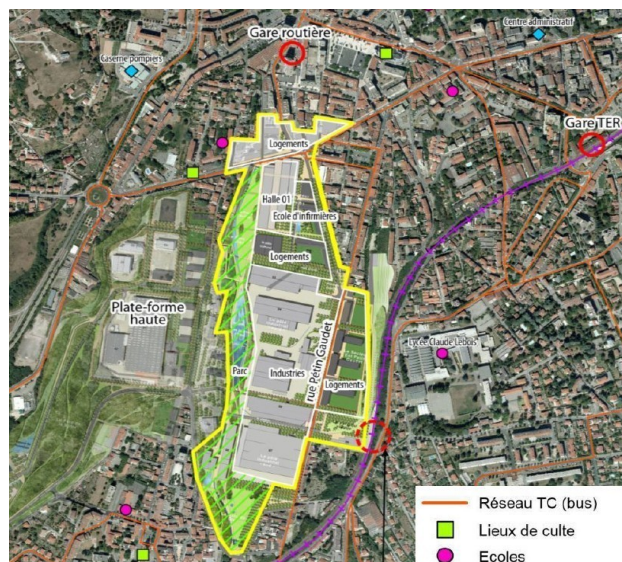 Gare routière
Centre administratif
Caserne pompiers
Gare TER
Logements
Halle 01
Ecole d'infirmières
Logements
Plate-forme
haute
rue Pétin Gaudet
Lycée Claude Lebois
Parc
Industries
Logements
Réseau TC (bus)
Lieux de culte
Ecoles